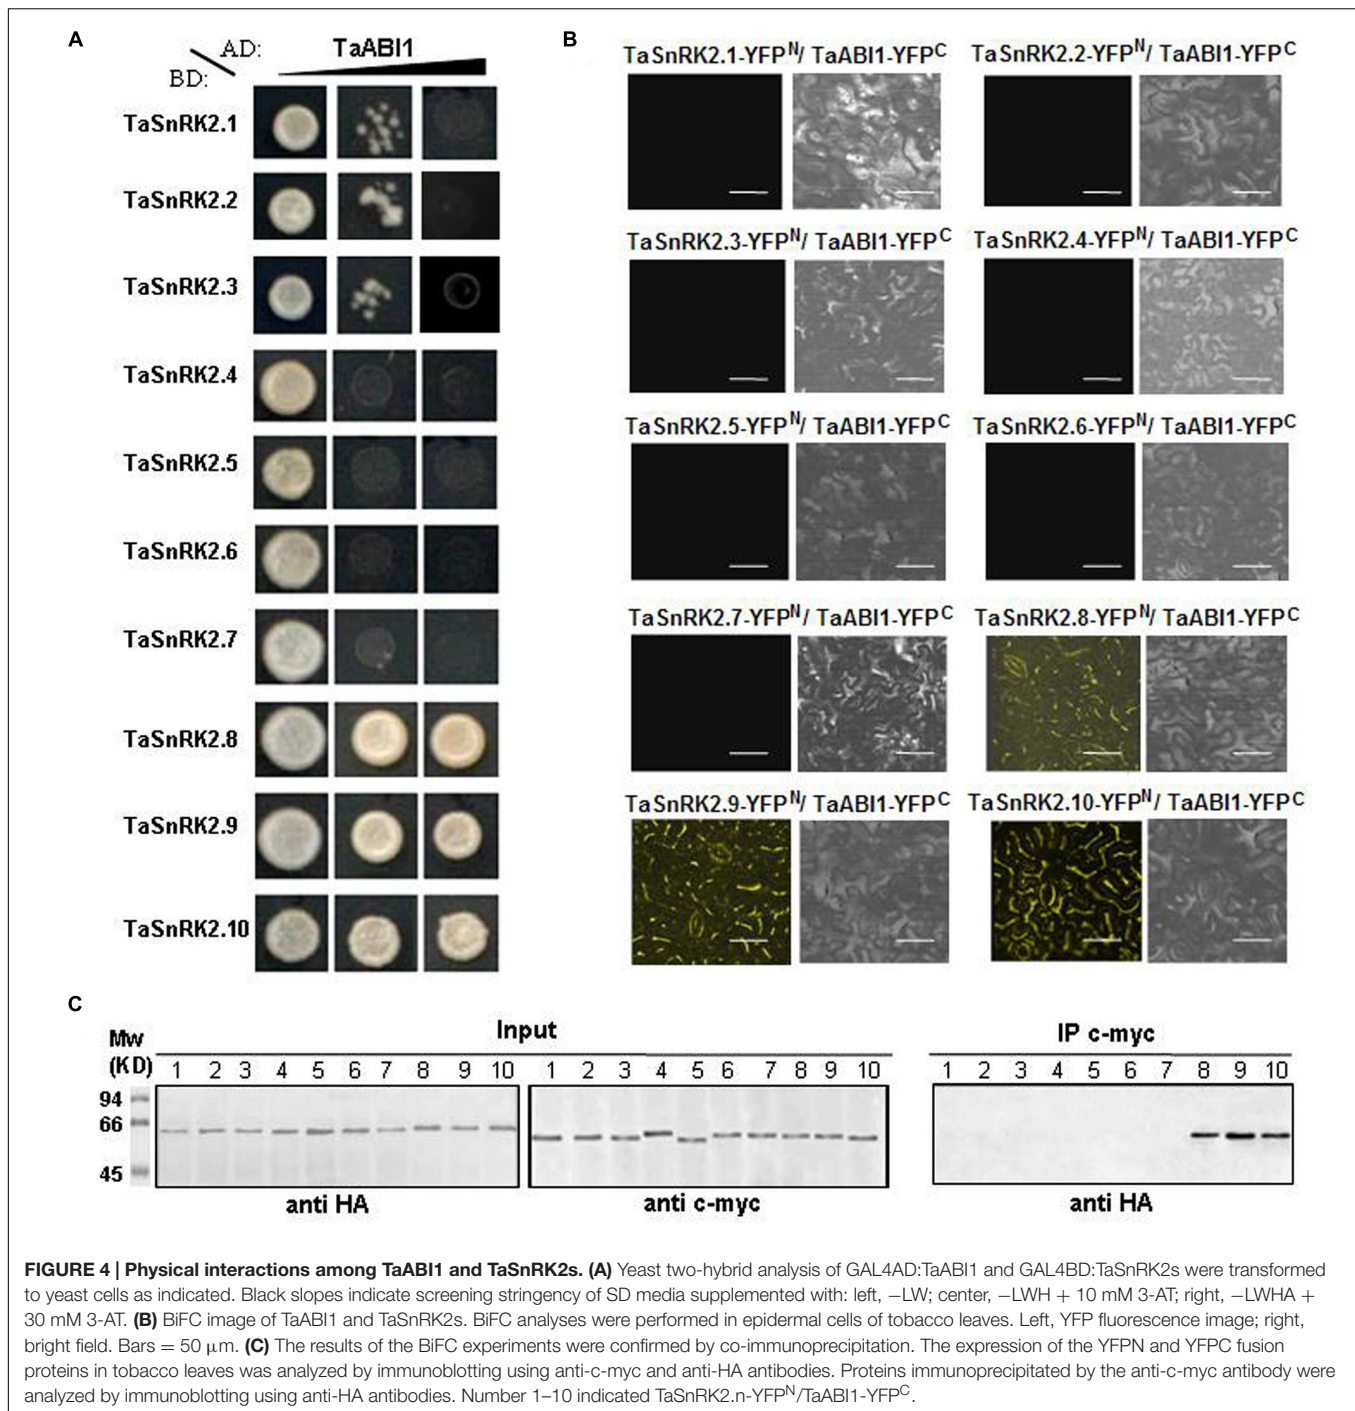 A
AD: TaABI1
BD:
TaSnRK2.1
TaSnRK2.2
TaSnRK2.3
TaSnRK2.4
TaSnRK2.5
TaSnRK2.6
TaSnRK2.7
TaSnRK2.8
TaSnRK2.9
TaSnRK2.10
B
TaSnRK2.1-YFPN/ TaABI1-YFPC
TaSnRK2.2-YFPN/ TaABI1-YFPC
TaSnRK2.3-YFPN/ TaABI1-YFPC
TaSnRK2.4-YFPN/ TaABI1-YFPC
TaSnRK2.5-YFPN/ TaABI1-YFPC
TaSnRK2.6-YFPN/ TaABI1-YFPC
TaSnRK2.7-YFPN/ TaABI1-YFPC
TaSnRK2.8-YFPN/ TaABI1-YFPC
TaSnRK2.9-YFPN/ TaABI1-YFPC
TaSnRK2.10-YFPN/ TaABI1-YFPC
C
Mw
(KD)
94
66
45
Input
1 2 3 4 5 6 7 8 9 10
anti HA
1 2 3 4 5 6 7 8 9 10
anti c-myc
IP c-myc
1 2 3 4 5 6 7 8 9 10
anti HA
FIGURE 4 | Physical interactions among TaABI1 and TaSnRK2s. (A) Yeast two-hybrid analysis of GAL4AD:TaABI1 and GAL4BD:TaSnRK2s were transformed
to yeast cells as indicated. Black slopes indicate screening stringency of SD media supplemented with: left, −LW; center, −LWH + 10 mM 3-AT; right, −LWHA +
30 mM 3-AT. (B) BiFC image of TaABI1 and TaSnRK2s. BiFC analyses were performed in epidermal cells of tobacco leaves. Left, YFP fluorescence image; right,
bright field. Bars = 50 μm. (C) The results of the BiFC experiments were confirmed by co-immunoprecipitation. The expression of the YFPN and YFPC fusion
proteins in tobacco leaves was analyzed by immunoblotting using anti-c-myc and anti-HA antibodies. Proteins immunoprecipitated by the anti-c-myc antibody were
analyzed by immunoblotting using anti-HA antibodies. Number 1–10 indicated TaSnRK2.n-YFPN/TaABI1-YFPC.